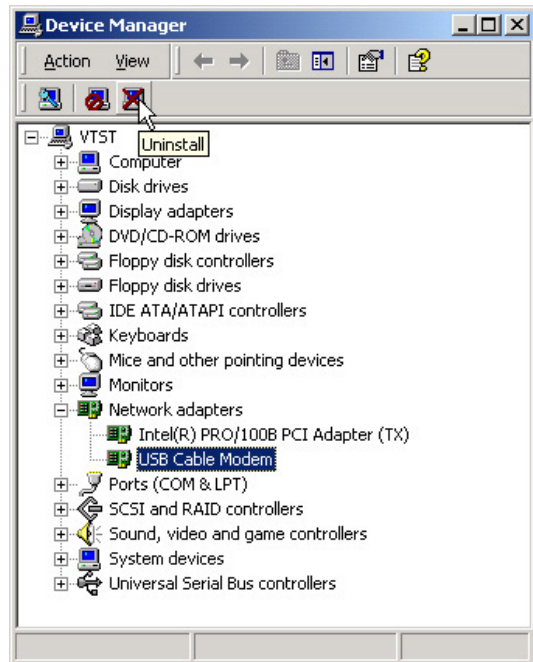 Device Manager
Action View
Uninstall
VTST
Computer
Disk drives
Display adapters
DVD/CD-ROM drives
Floppy disk controllers
Floppy disk drives
IDE ATA/ATAPI controllers
Keyboards
Mice and other pointing devices
Monitors
Network adapters
Intel(R) PRO/100B PCI Adapter (TX)
USB Cable Modem
Ports (COM & LPT)
SCSI and RAID controllers
Sound, video and game controllers
System devices
Universal Serial Bus controllers